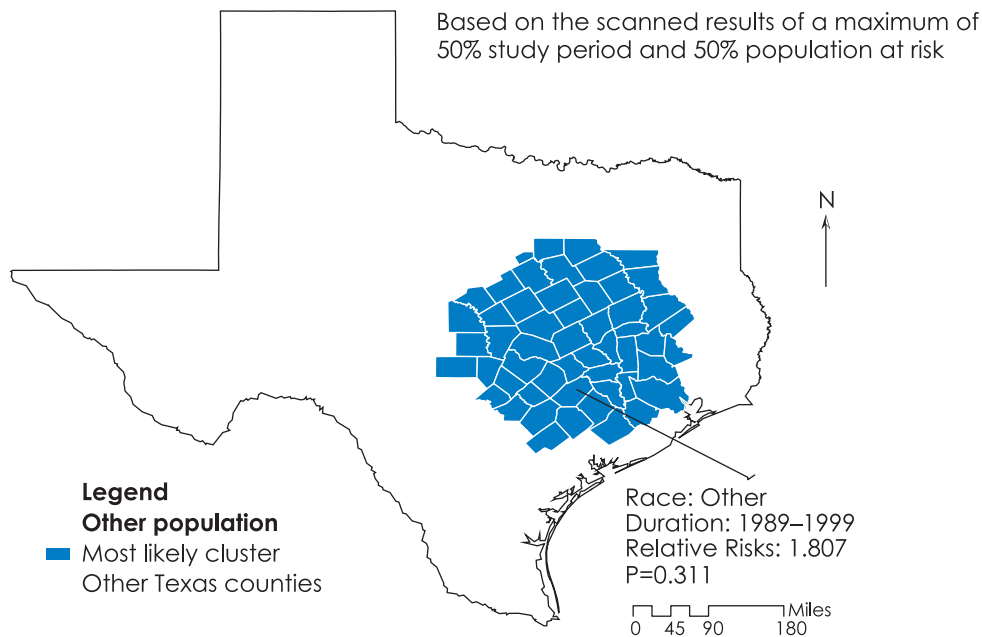 Based on the scanned results of a maximum of
50% study period and 50% population at risk
N
Legend
Other population
Most likely cluster
Other Texas counties
Race: Other
Duration: 1989–1999
Relative Risks: 1.807
P=0.311
Miles
0 45 90 180